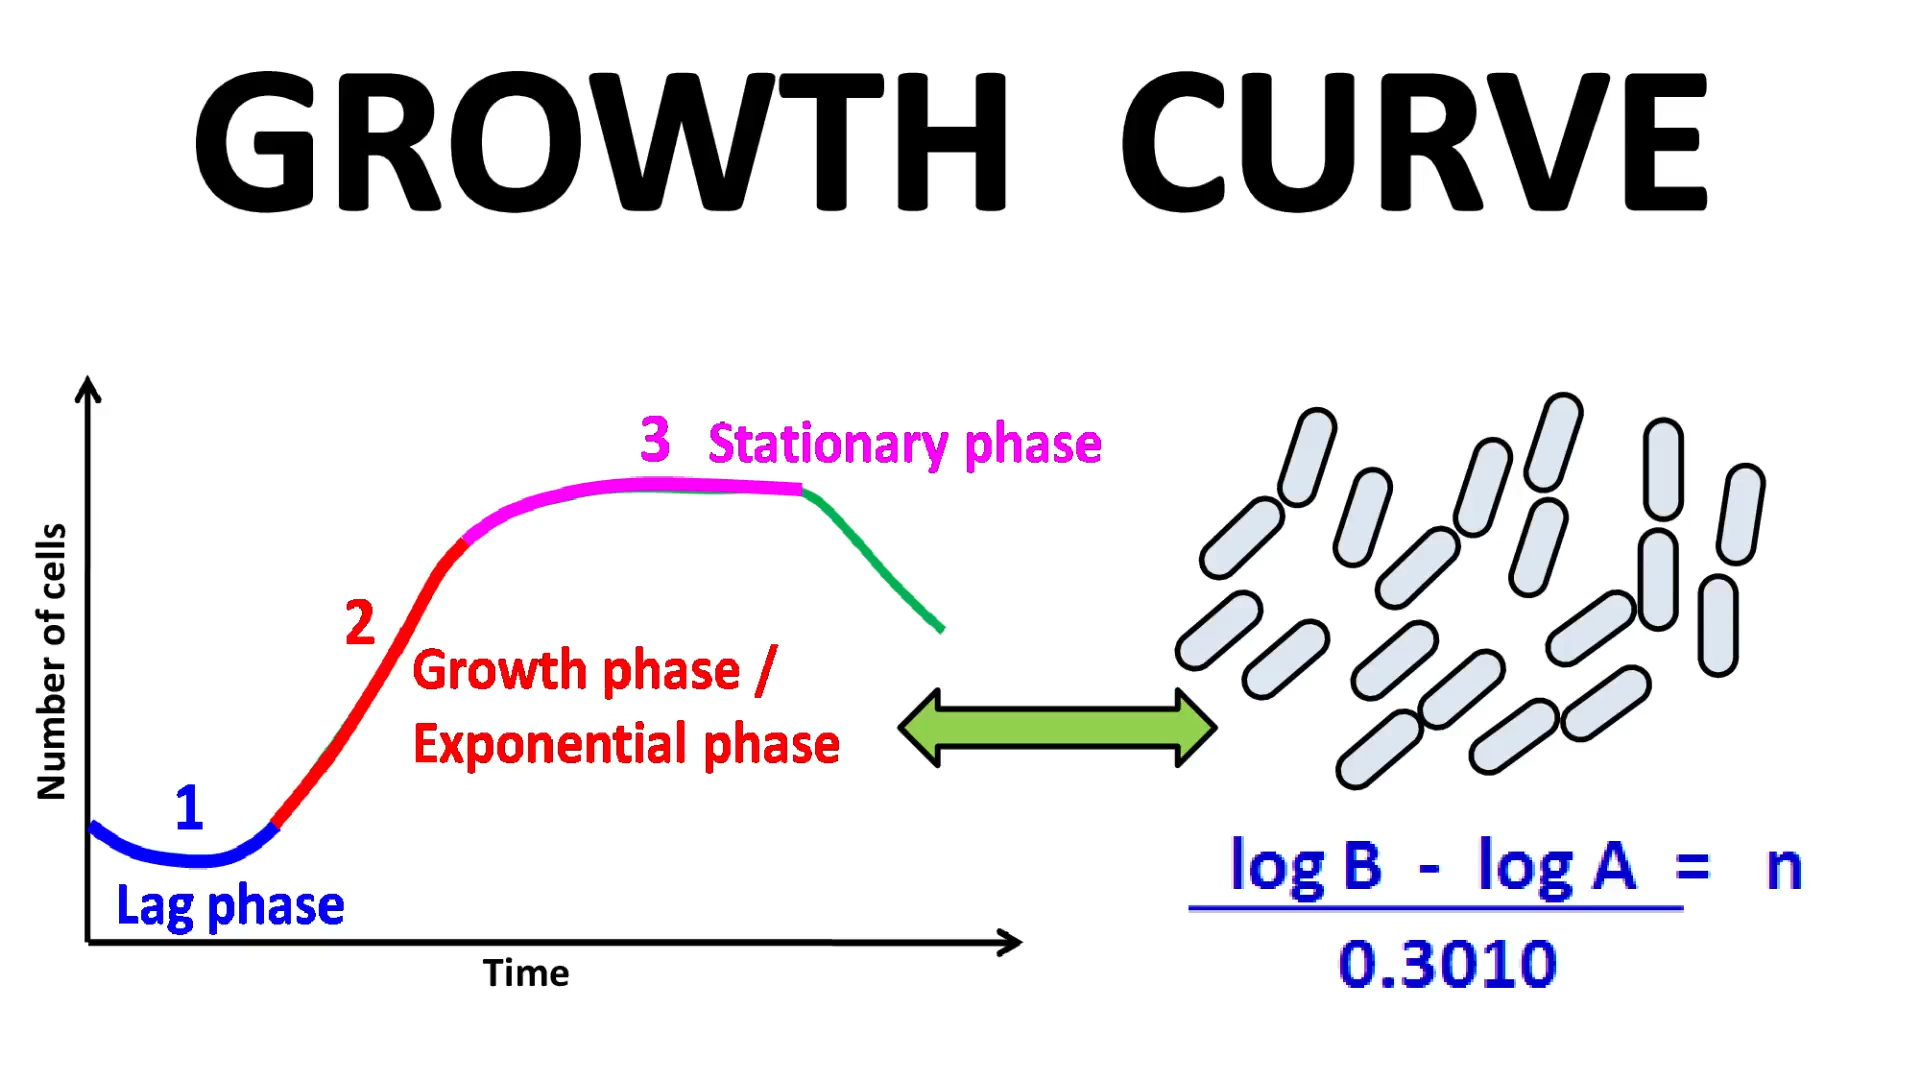 GROWTH CURVE
3 Stationary phase
Number of cells
2
Growth phase /
Exponential phase
1
Lag phase
Time
log B - log A = n
0.3010